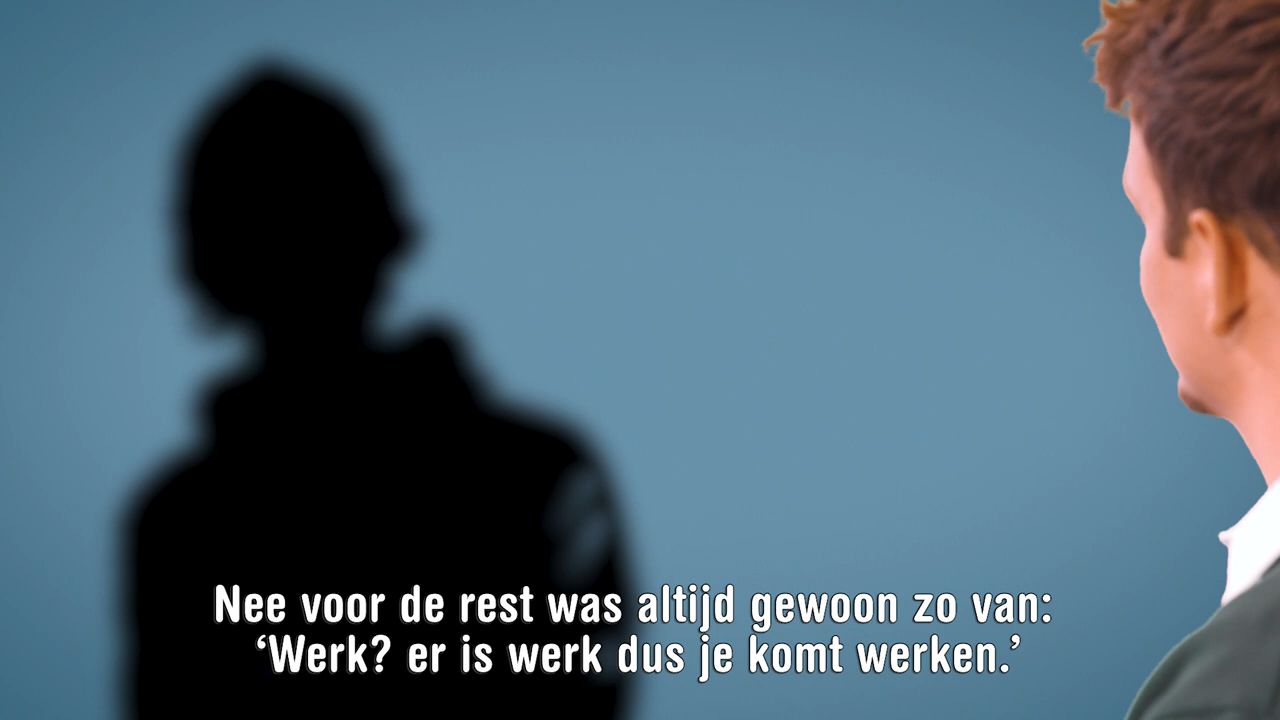 Nee voor de rest was altijd gewoon zo van:
‘Werk? er is werk dus je komt werken.’